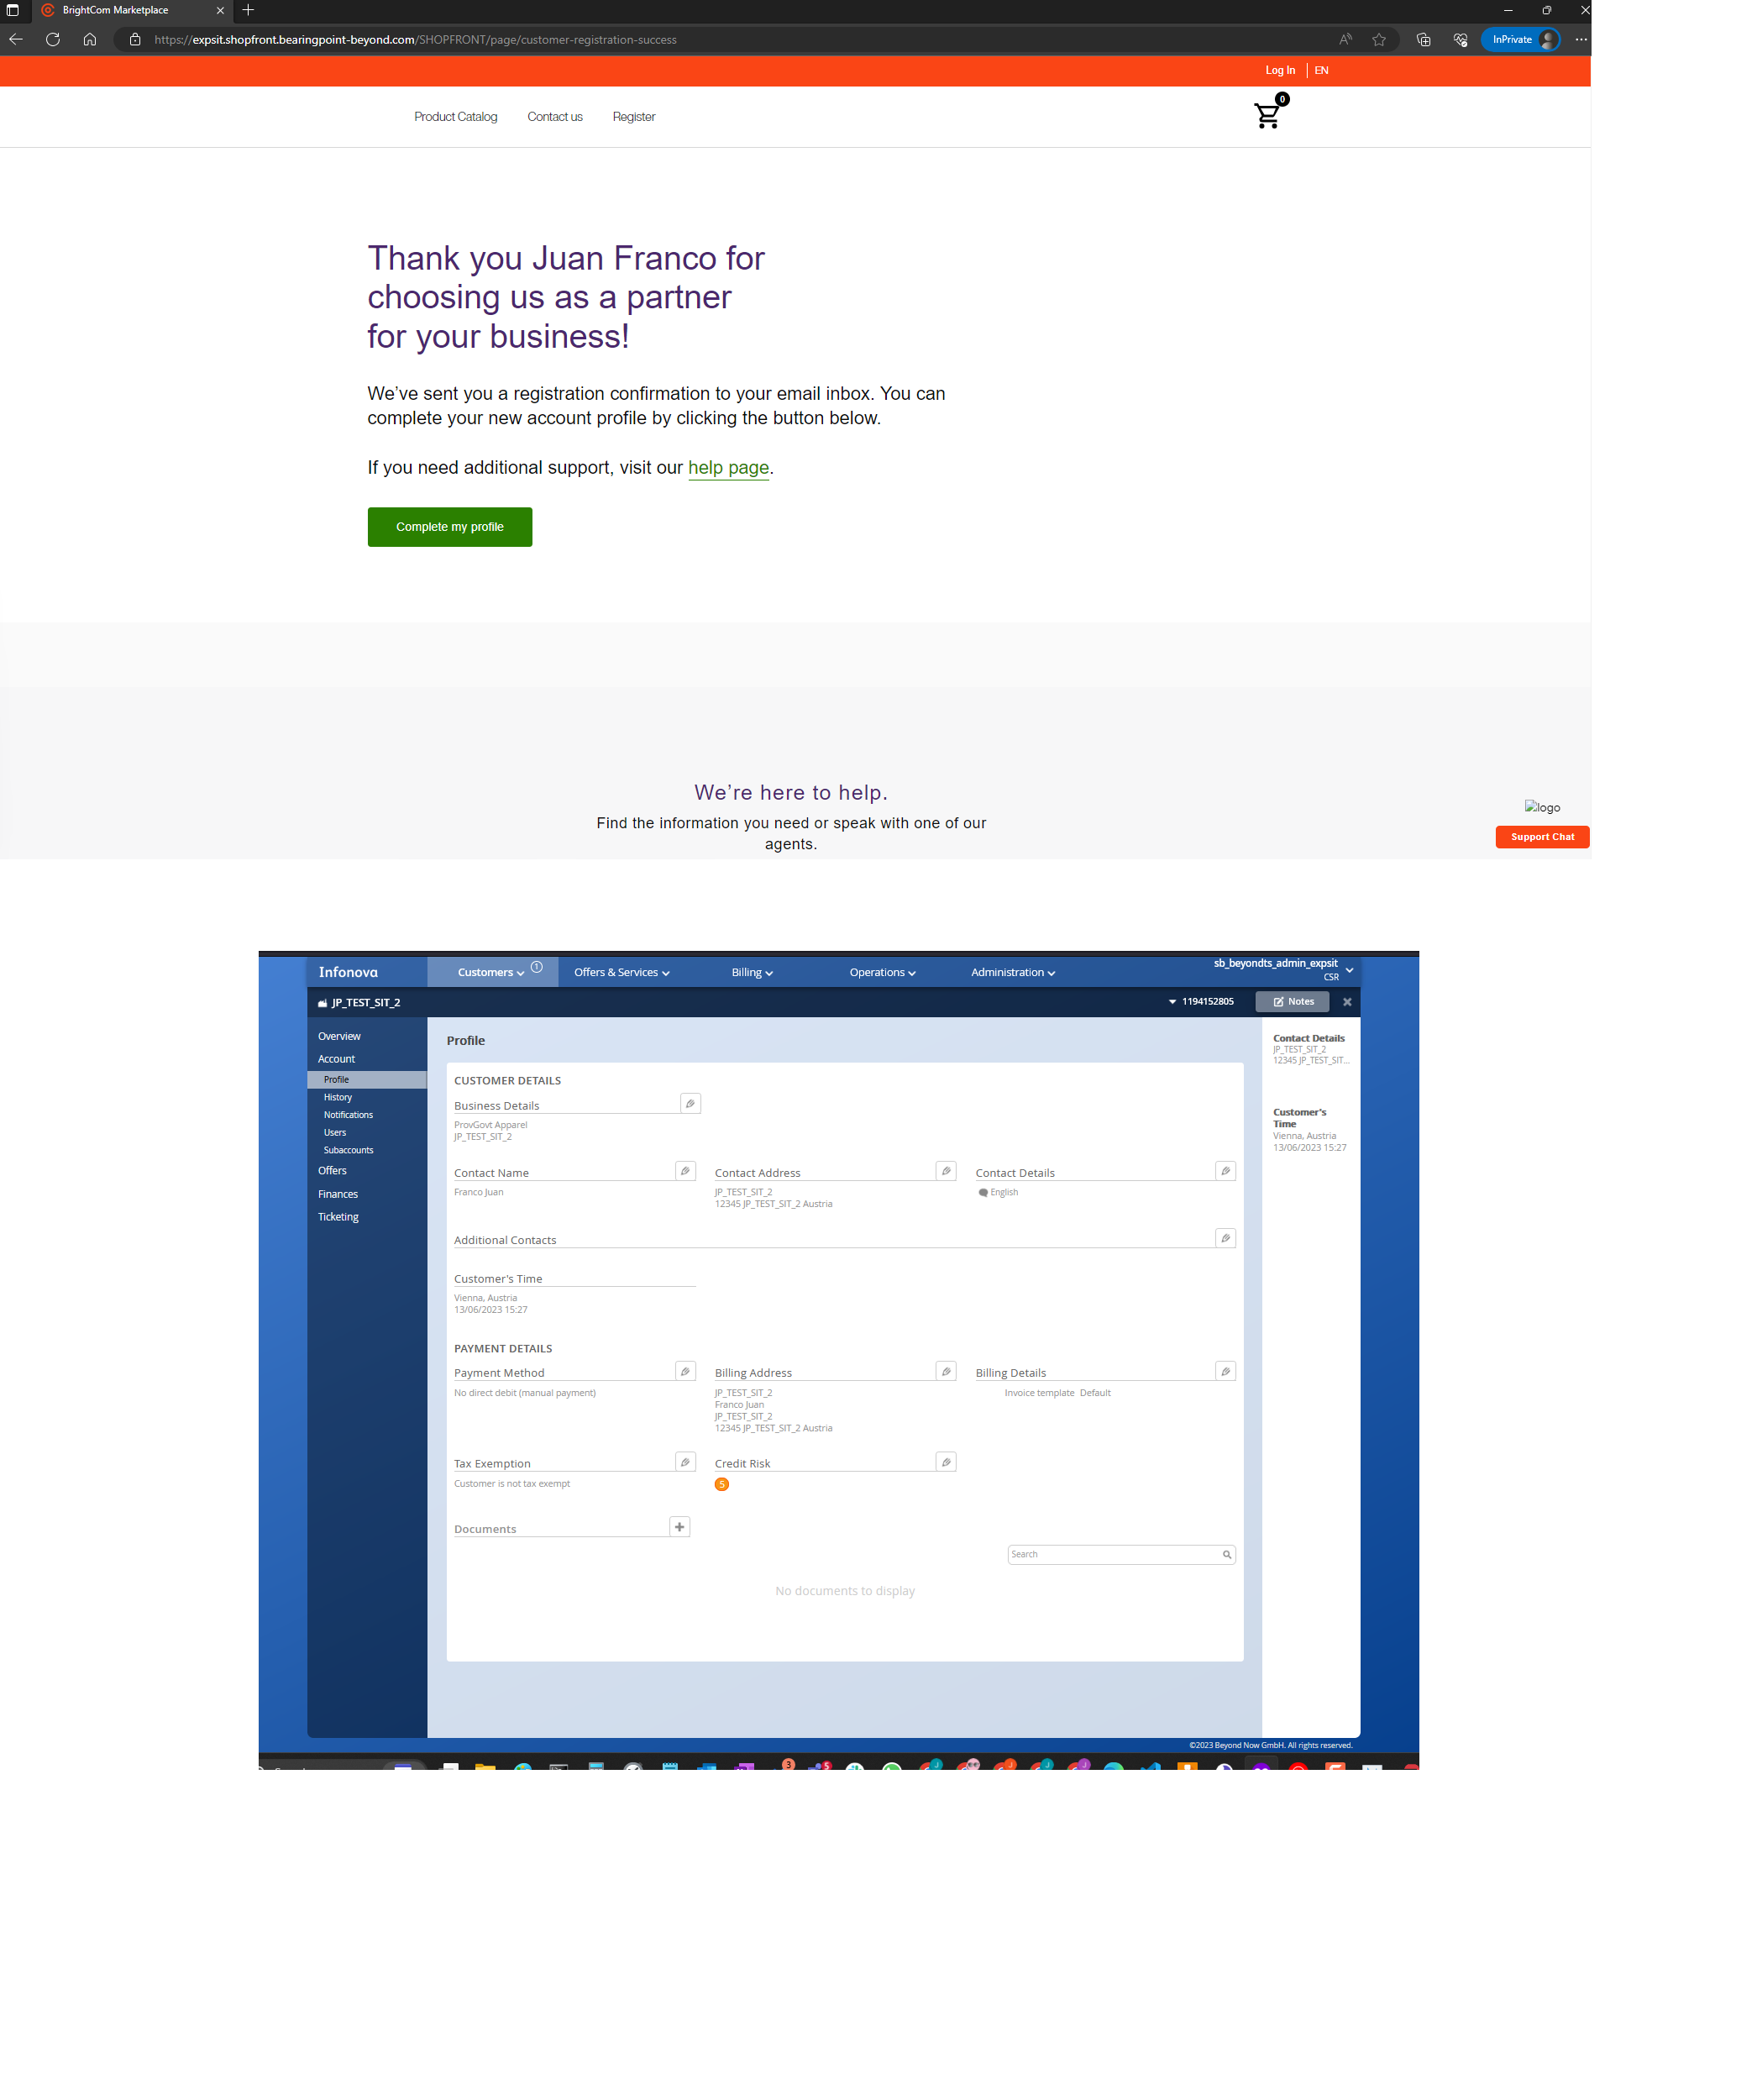 BrightCom Marketplace
https://expsit.shopfront.bearingpoint-beyond.com/SHOPFRONT/page/customer-registration-success
InPrivate
Log In EN
Product Catalog Contact us Register
0
Thank you Juan Franco for
choosing us as a partner
for your business!
We’ve sent you a registration confirmation to your email inbox. You can
complete your new account profile by clicking the button below.
If you need additional support, visit our help page.
Complete my profile
We’re here to help.
Find the information you need or speak with one of our
agents.
logo
Support Chat
Infonova
Customers 1
Offers & Services
Billing
Operations
Administration
sb_beyondts_admin_expsit
CSR
JP_TEST_SIT_2
1194152805
Notes
Overview
Account
Profile
History
Notifications
Users
Subaccounts
Offers
Finances
Ticketing
Profile
CUSTOMER DETAILS
Business Details
ProvGovt Apparel
JP_TEST_SIT_2
Contact Name
Franco Juan
Contact Address
JP_TEST_SIT_2
12345 JP_TEST_SIT_2 Austria
Contact Details
English
Additional Contacts
Customer's Time
Vienna, Austria
13/06/2023 15:27
PAYMENT DETAILS
Payment Method
No direct debit (manual payment)
Billing Address
JP_TEST_SIT_2
Franco Juan
JP_TEST_SIT_2
12345 JP_TEST_SIT_2 Austria
Billing Details
Invoice template Default
Tax Exemption
Customer is not tax exempt
Credit Risk
5
Documents
Search
No documents to display
Contact Details
JP_TEST_SIT_2
12345 JP_TEST_SIT...
Customer's
Time
Vienna, Austria
13/06/2023 15:27
©2023 Beyond Now GmbH. All rights reserved.
3
5